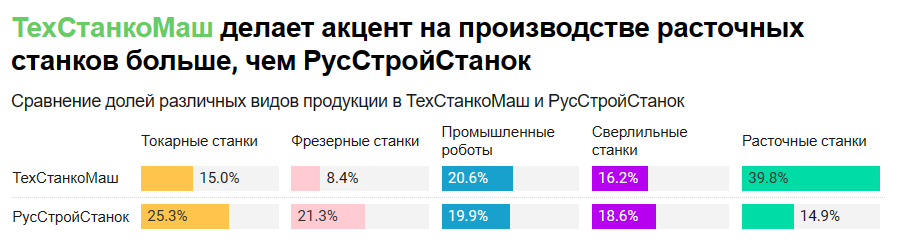 ТехСтанкоМаш делает акцент на производстве расточных
станков больше, чем РусСтройСтанок
Сравнение долей различных видов продукции в ТехСтанкоМаш и РусСтройСтанок
Токарные станки Фрезерные станки Промышленные роботы Сверлильные станки Расточные станки
ТехСтанкоМаш 15.0% 8.4% 20.6% 16.2% 39.8%
РусСтройСтанок 25.3% 21.3% 19.9% 18.6% 14.9%